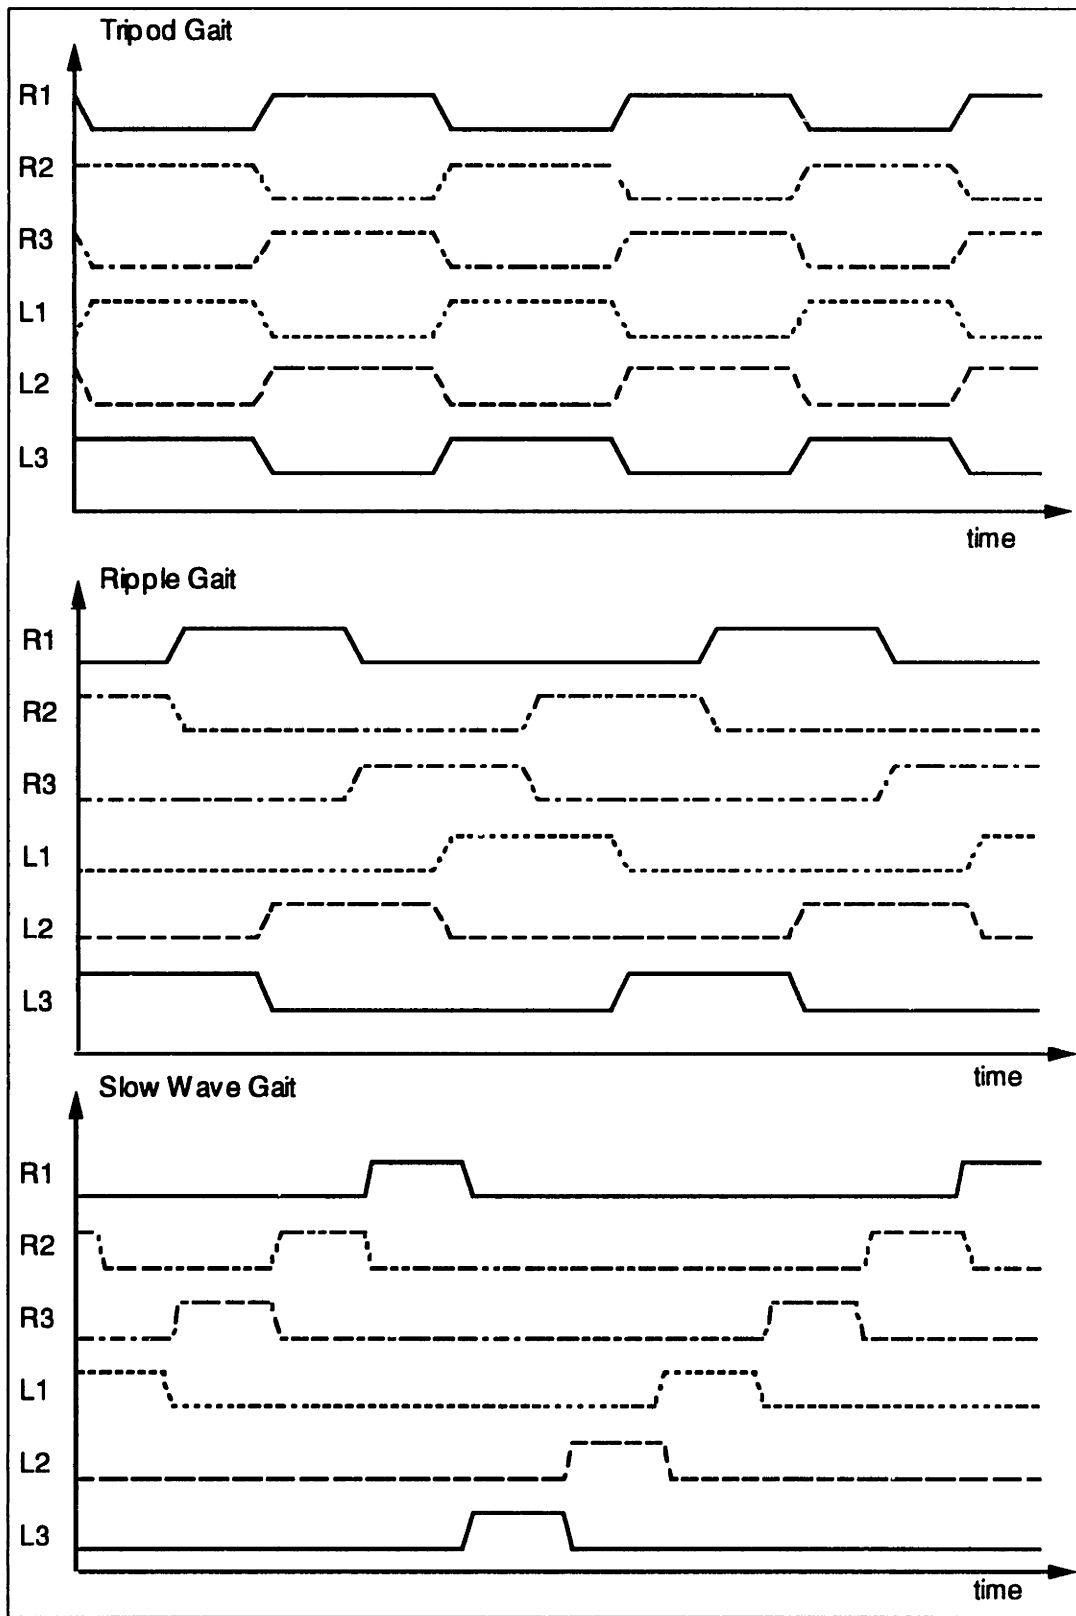 Tripod Gait
R1
R2
R3
L1
L2
L3
time
Ripple Gait
R1
R2
R3
L1
L2
L3
time
Slow Wave Gait
R1
R2
R3
L1
L2
L3
time